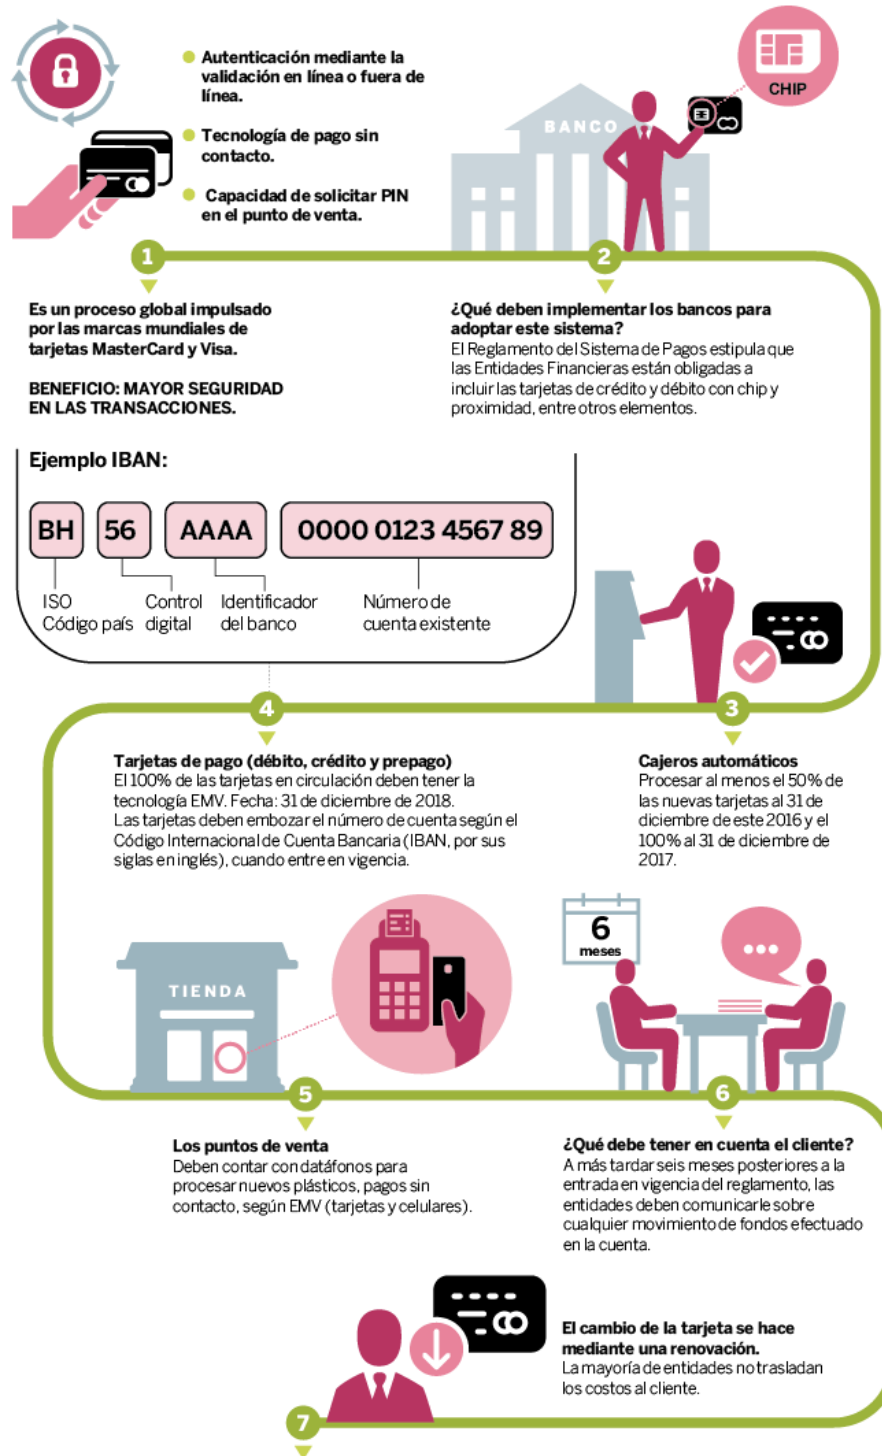 Autenticación mediante la
validación en línea o fuera de
línea.
Tecnología de pago sin
contacto.
Capacidad de solicitar PIN
en el punto de venta.
BANCO
CHIP
1
Es un proceso global impulsado
por las marcas mundiales de
tarjetas MasterCard y Visa.
BENEFICIO: MAYOR SEGURIDAD
EN LAS TRANSACCIONES.
2
¿Qué deben implementar los bancos para
adoptar este sistema?
El Reglamento del Sistema de Pagos estipula que
las Entidades Financieras están obligadas a
incluir las tarjetas de crédito y débito con chip y
proximidad, entre otros elementos.
Ejemplo IBAN:
BH 56 AAAA 0000 0123 4567 89
ISO
Código país
Control
digital
Identificador
del banco
Número de
cuenta existente
3
Cajeros automáticos
Procesar al menos el 50% de
las nuevas tarjetas al 31 de
diciembre de este 2016 y el
100% al 31 de diciembre de
2017.
4
Tarjetas de pago (débito, crédito y prepago)
El 100% de las tarjetas en circulación deben tener la
tecnología EMV. Fecha: 31 de diciembre de 2018.
Las tarjetas deben embozar el número de cuenta según el
Código Internacional de Cuenta Bancaria (IBAN, por sus
siglas en inglés), cuando entre en vigencia.
TIENDA
5
Los puntos de venta
Deben contar con datáfonos para
procesar nuevos plásticos, pagos sin
contacto, según EMV (tarjetas y celulares).
6
meses
6
¿Qué debe tener en cuenta el cliente?
A más tardar seis meses posteriores a la
entrada en vigencia del reglamento, las
entidades deben comunicarle sobre
cualquier movimiento de fondos efectuado
en la cuenta.
El cambio de la tarjeta se hace
mediante una renovación.
La mayoría de entidades no trasladan
los costos al cliente.
7